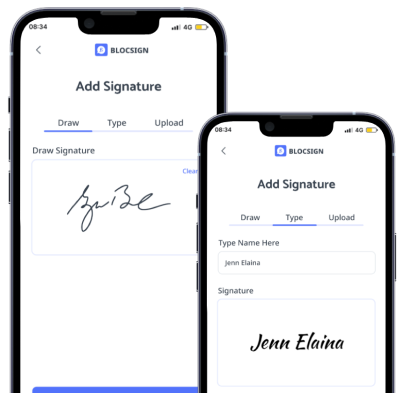 08:34
4G
BLOCSIGN
Add Signature
Draw Type Upload
Draw Signature
Clear
08:34
4G
BLOCSIGN
Add Signature
Draw Type Upload
Type Name Here
Jenn Elaina
Signature
Jenn Elaina